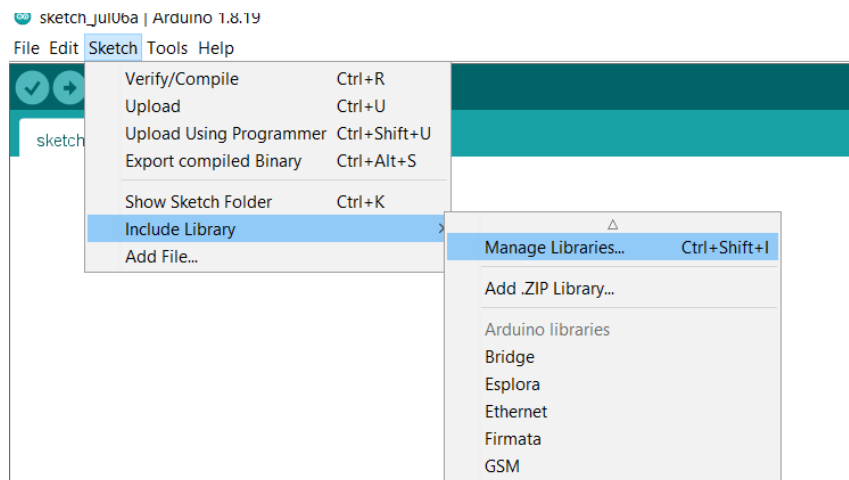 sketch_jul06a | Arduino 1.8.19
File Edit Sketch Tools Help
Verify/Compile Ctrl+R
Upload Ctrl+U
sketch
Upload Using Programmer Ctrl+Shift+U
Export compiled Binary Ctrl+Alt+S
Show Sketch Folder Ctrl+K
Include Library
Add File...
Manage Libraries... Ctrl+Shift+I
Add .ZIP Library...
Arduino libraries
Bridge
Esplora
Ethernet
Firmata
GSM